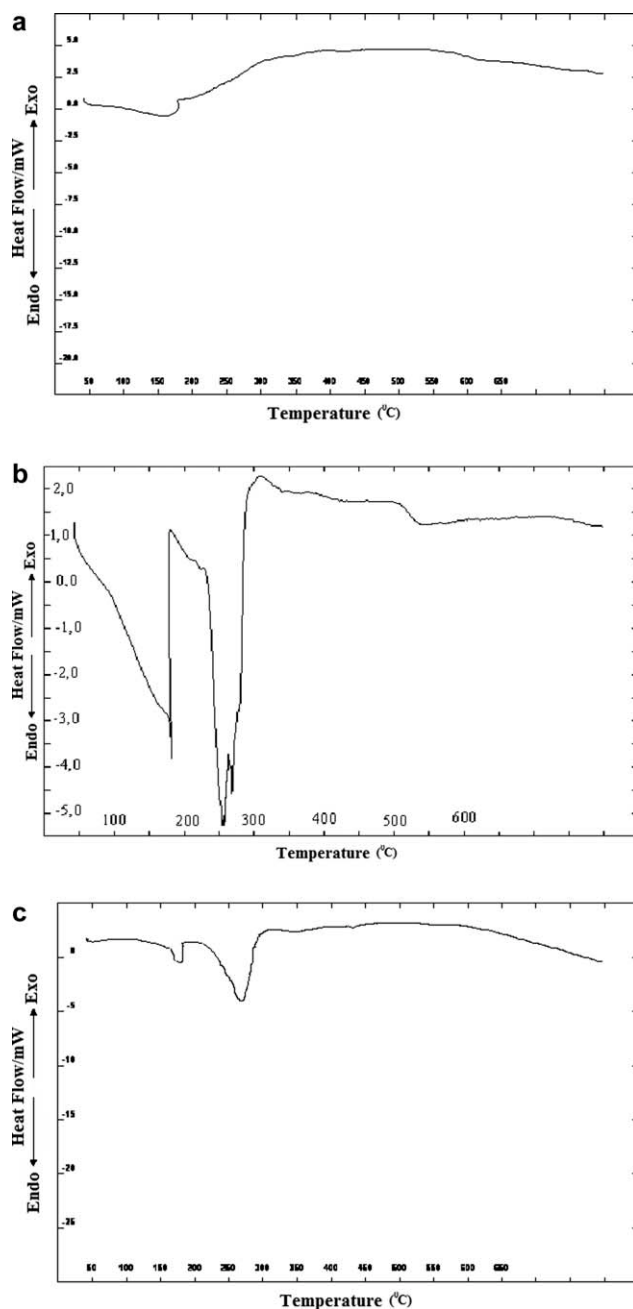 a
5.0
2.5
0.0
-2.5
-5.0
-7.5
-10.0
-12.5
-15.0
-17.5
-20.0
Endo ← Heat Flow/mW → Exo
50 100 150 200 250 300 350 400 450 500 550 600 650
Temperature (⁰C)
b
2,0
1,0
0,0
-1,0
-2,0
-3,0
-4,0
-5,0
Endo ← Heat Flow/mW → Exo
100 200 300 400 500 600
Temperature (⁰C)
c
-5
-10
-15
-20
-25
Endo ← Heat Flow/mW → Exo
50 100 150 200 250 300 350 400 450 500 550 600 650
Temperature (⁰C)